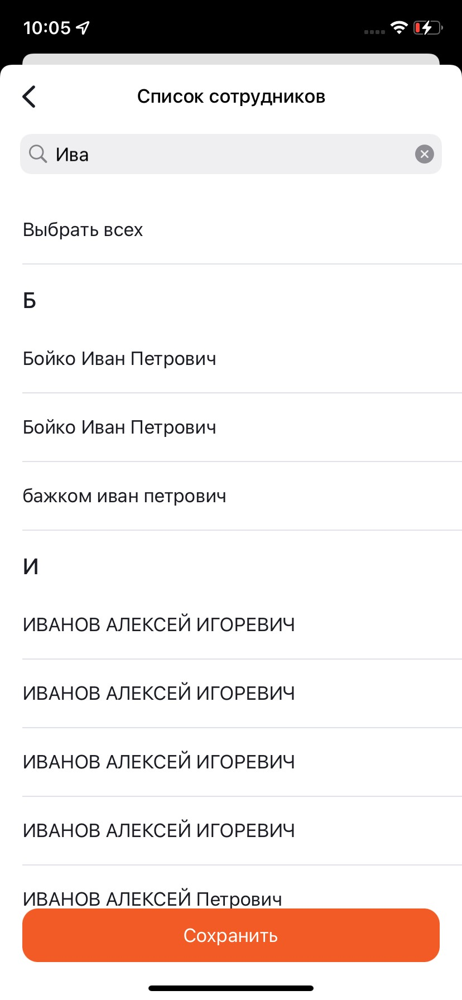 10:05
Список сотрудников
Ива
Выбрать всех
Б
Бойко Иван Петрович
Бойко Иван Петрович
бажком иван петрович
И
ИВАНОВ АЛЕКСЕЙ ИГОРЕВИЧ
ИВАНОВ АЛЕКСЕЙ ИГОРЕВИЧ
ИВАНОВ АЛЕКСЕЙ ИГОРЕВИЧ
ИВАНОВ АЛЕКСЕЙ ИГОРЕВИЧ
ИВАНОВ АЛЕКСЕЙ Петрович
Сохранить